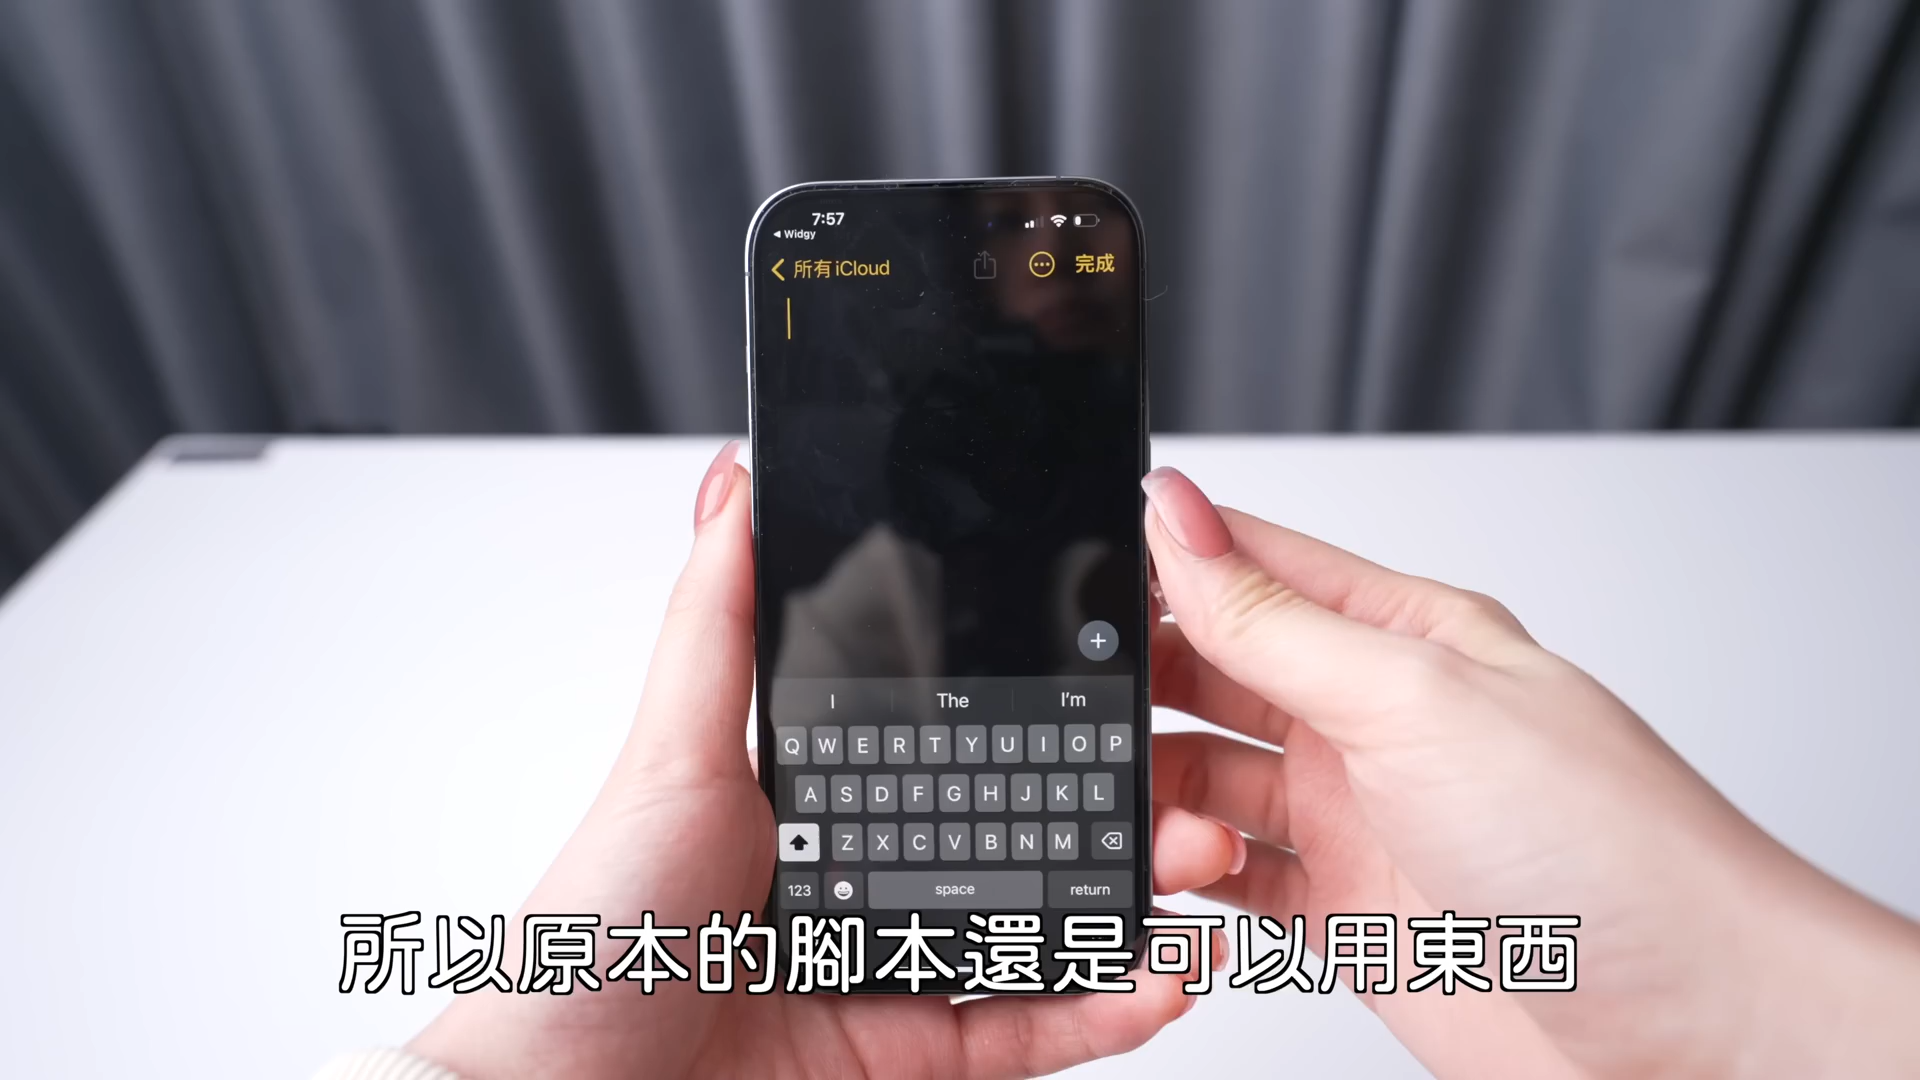 7:57
◀ Widgy
所有 iCloud 完成
+
I The I'm
Q W E R T Y U I O P
A S D F G H J K L
Z X C V B N M
123 space return
所以原本的腳本還是可以用東西